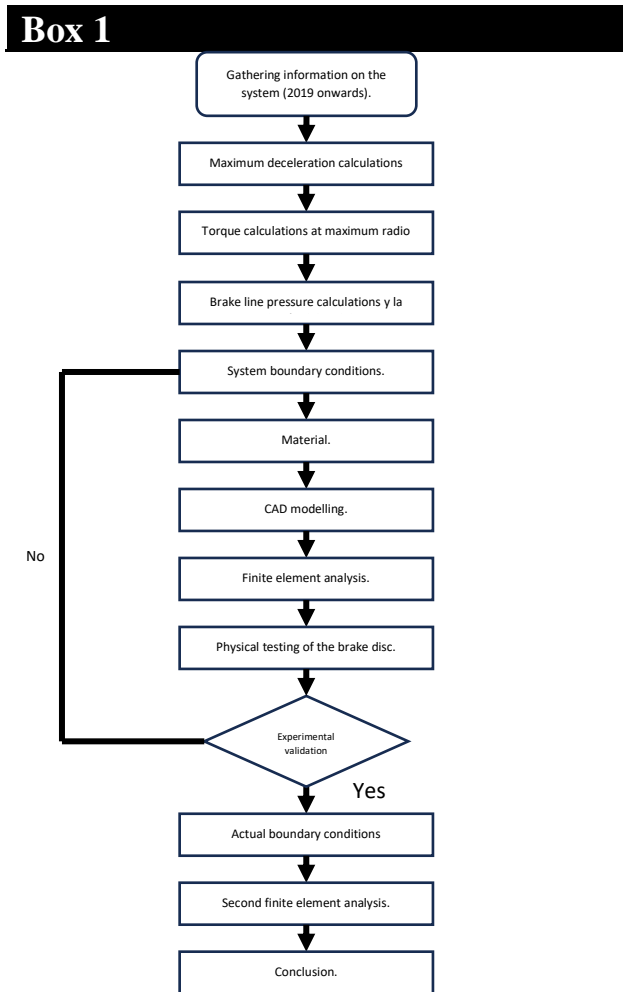 Box 1
Gathering information on the
system (2019 onwards).
Maximum deceleration calculations
Torque calculations at maximum radio
Brake line pressure calculations y la
System boundary conditions.
Material.
CAD modelling.
Finite element analysis.
Physical testing of the brake disc.
No
Experimental
validation
Yes
Actual boundary conditions
Second finite element analysis.
Conclusion.